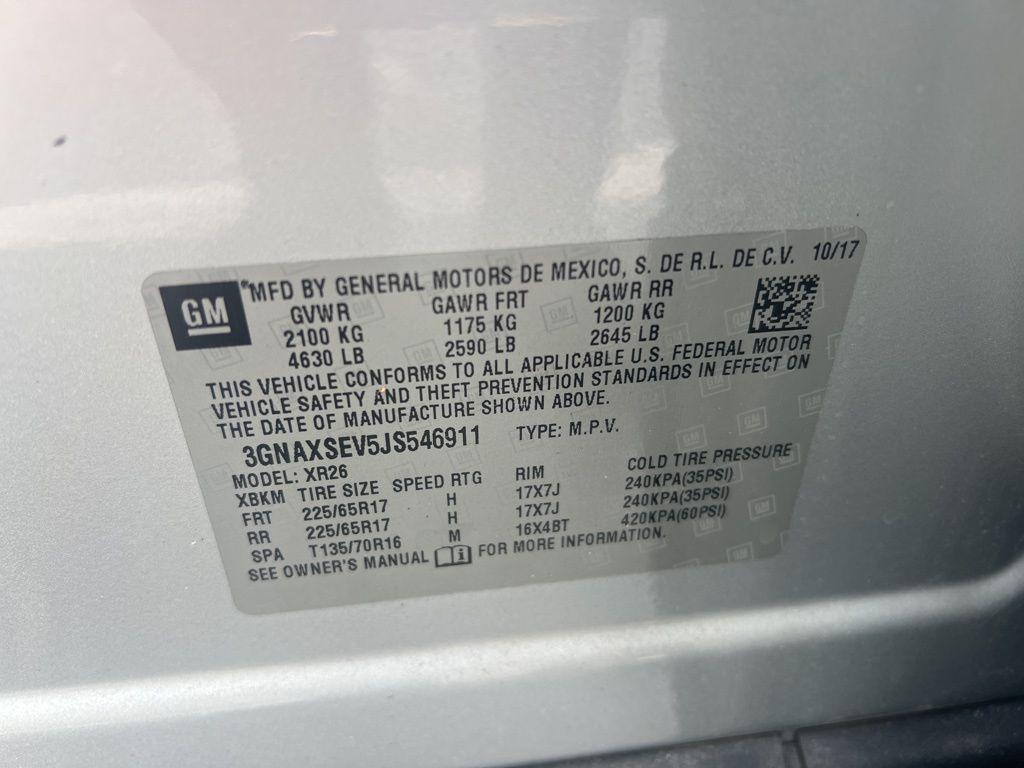 GM
*MFD BY GENERAL MOTORS DE MEXICO, S. DE R.L. DE C.V. 10/17
GVWR GAWR FRT GAWR RR
2100 KG 1175 KG 1200 KG
4630 LB 2590 LB 2645 LB
THIS VEHICLE CONFORMS TO ALL APPLICABLE U.S. FEDERAL MOTOR
VEHICLE SAFETY AND THEFT PREVENTION STANDARDS IN EFFECT ON
THE DATE OF MANUFACTURE SHOWN ABOVE.
3GNAXSEV5JS546911 TYPE: M.P.V.
MODEL: XR26
XBKM TIRE SIZE SPEED RTG RIM COLD TIRE PRESSURE
FRT 225/65R17 H 17X7J 240KPA(35PSI)
RR 225/65R17 H 17X7J 240KPA(35PSI)
SPA T135/70R16 M 16X4BT 420KPA(60PSI)
SEE OWNER'S MANUAL FOR MORE INFORMATION.